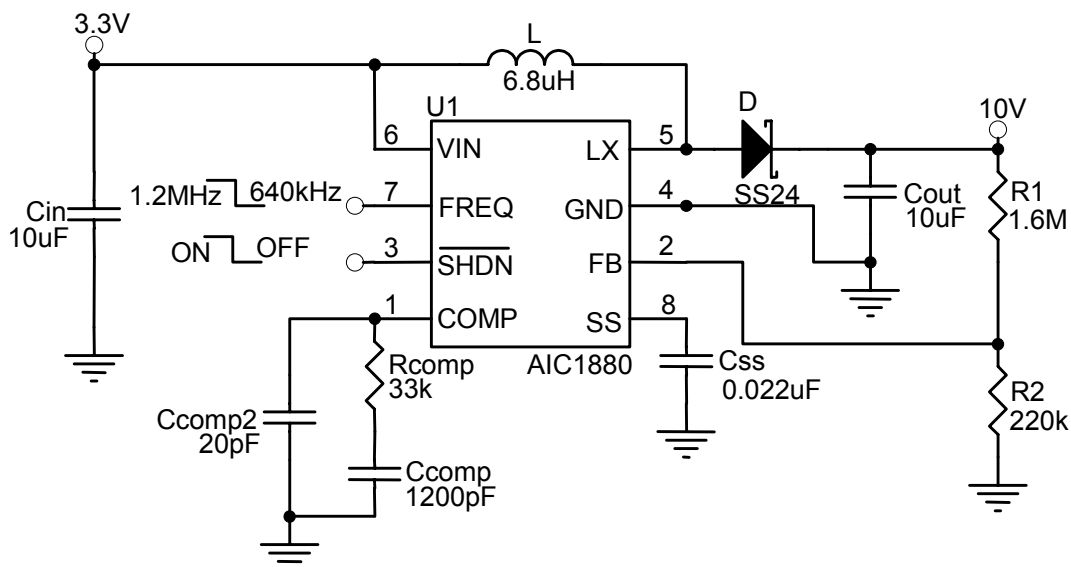 3.3V
L
6.8uH
U1
D
10V
6
VIN
LX
5
SS24
Cin
10uF
1.2MHz
640kHz
7
FREQ
GND
4
Cout
10uF
R1
1.6M
ON
OFF
3
SHDN
FB
2
1
COMP
SS
8
AIC1880
Rcomp
33k
Css
0.022uF
Ccomp2
20pF
Ccomp
1200pF
R2
220k